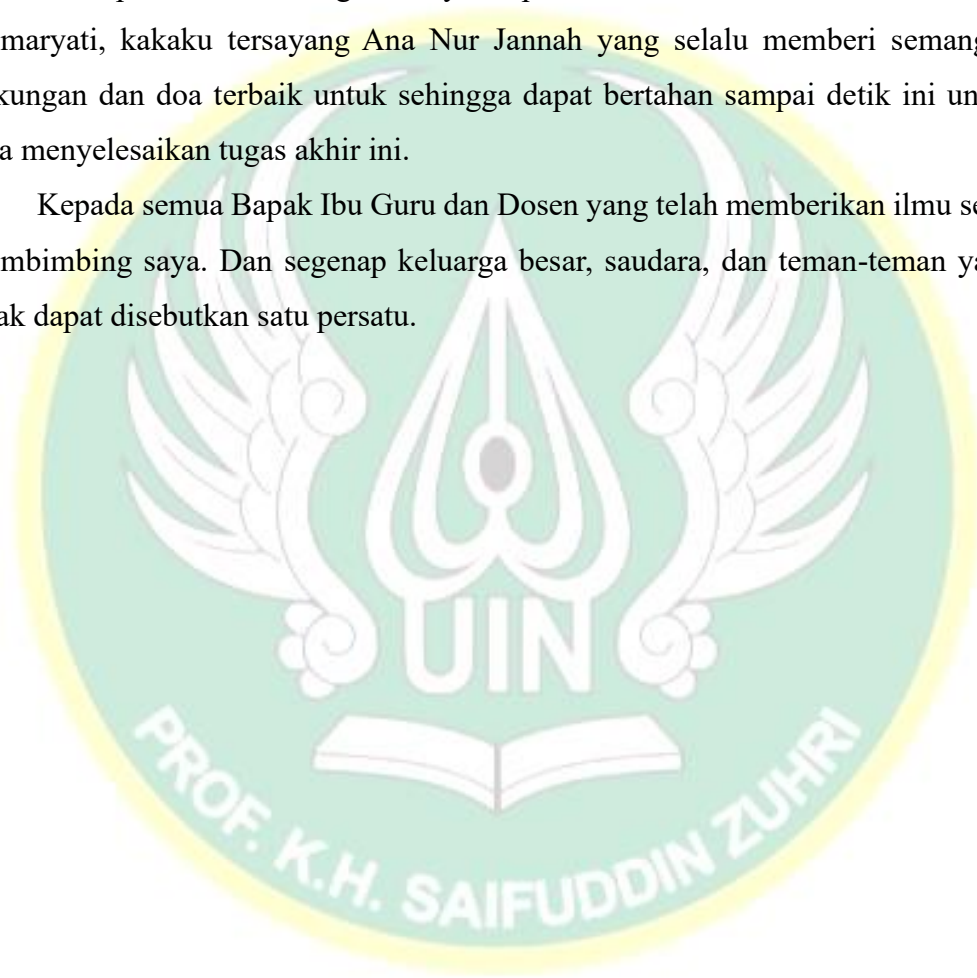 maryati, kakaku tersayang Ana Nur Jannah yang selalu memberi semang
kungan dan doa terbaik untuk sehingga dapat bertahan sampai detik ini un
a menyelesaikan tugas akhir ini.
Kepada semua Bapak Ibu Guru dan Dosen yang telah memberikan ilmu se
mbimbing saya. Dan segenap keluarga besar, saudara, dan teman-teman ya
ak dapat disebutkan satu persatu.
UIN
PROF. K.H. SAIFUDDIN ZUHRI